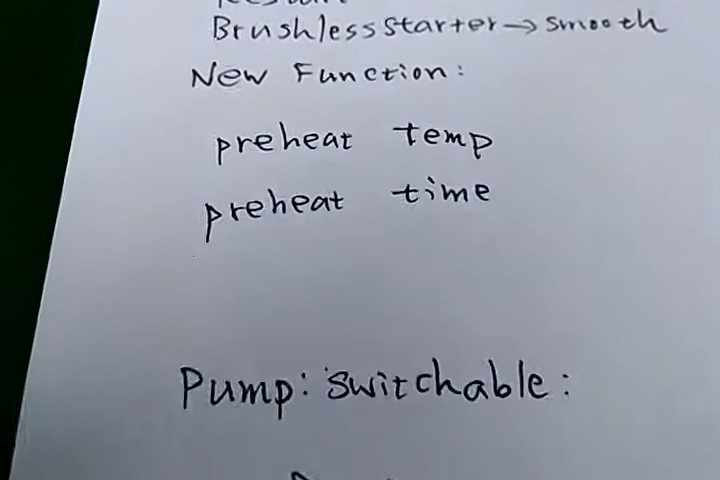 Brushless Starter → smooth
New Function:
preheat temp
preheat time
Pump: switchable: